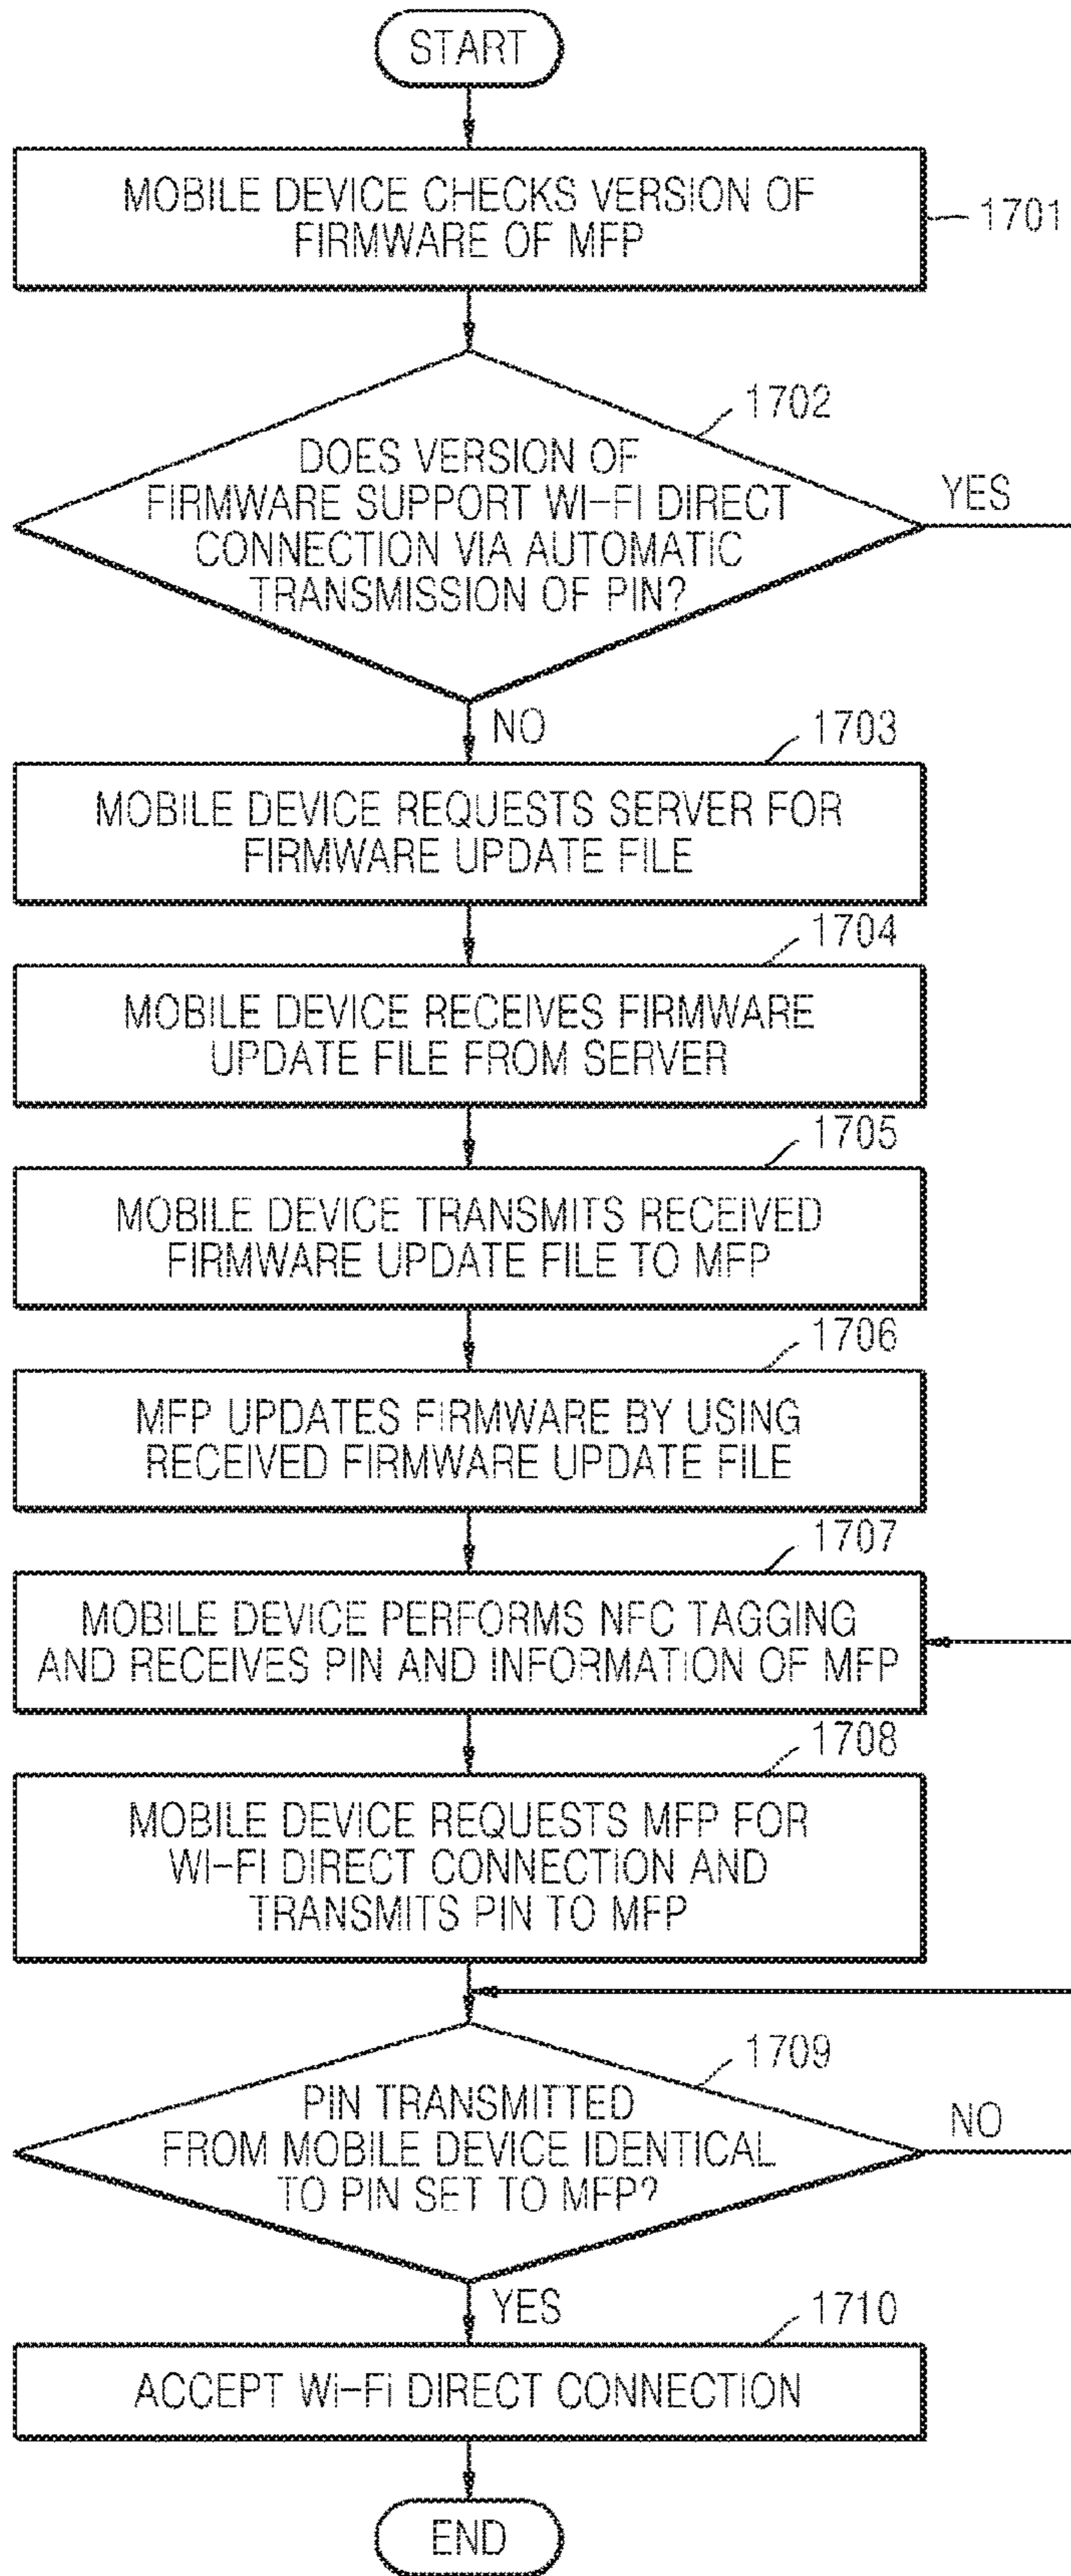 START
MOBILE DEVICE CHECKS VERSION OF
FIRMWARE OF MFP
1701
1702
DOES VERSION OF
FIRMWARE SUPPORT WI-FI DIRECT
CONNECTION VIA AUTOMATIC
TRANSMISSION OF PIN?
YES
NO
1703
MOBILE DEVICE REQUESTS SERVER FOR
FIRMWARE UPDATE FILE
1704
MOBILE DEVICE RECEIVES FIRMWARE
UPDATE FILE FROM SERVER
1705
MOBILE DEVICE TRANSMITS RECEIVED
FIRMWARE UPDATE FILE TO MFP
1706
MFP UPDATES FIRMWARE BY USING
RECEIVED FIRMWARE UPDATE FILE
1707
MOBILE DEVICE PERFORMS NFC TAGGING
AND RECEIVES PIN AND INFORMATION OF MFP
1708
MOBILE DEVICE REQUESTS MFP FOR
WI-FI DIRECT CONNECTION AND
TRANSMITS PIN TO MFP
1709
PIN TRANSMITTED
FROM MOBILE DEVICE IDENTICAL
TO PIN SET TO MFP?
NO
YES
1710
ACCEPT Wi-Fi DIRECT CONNECTION
END